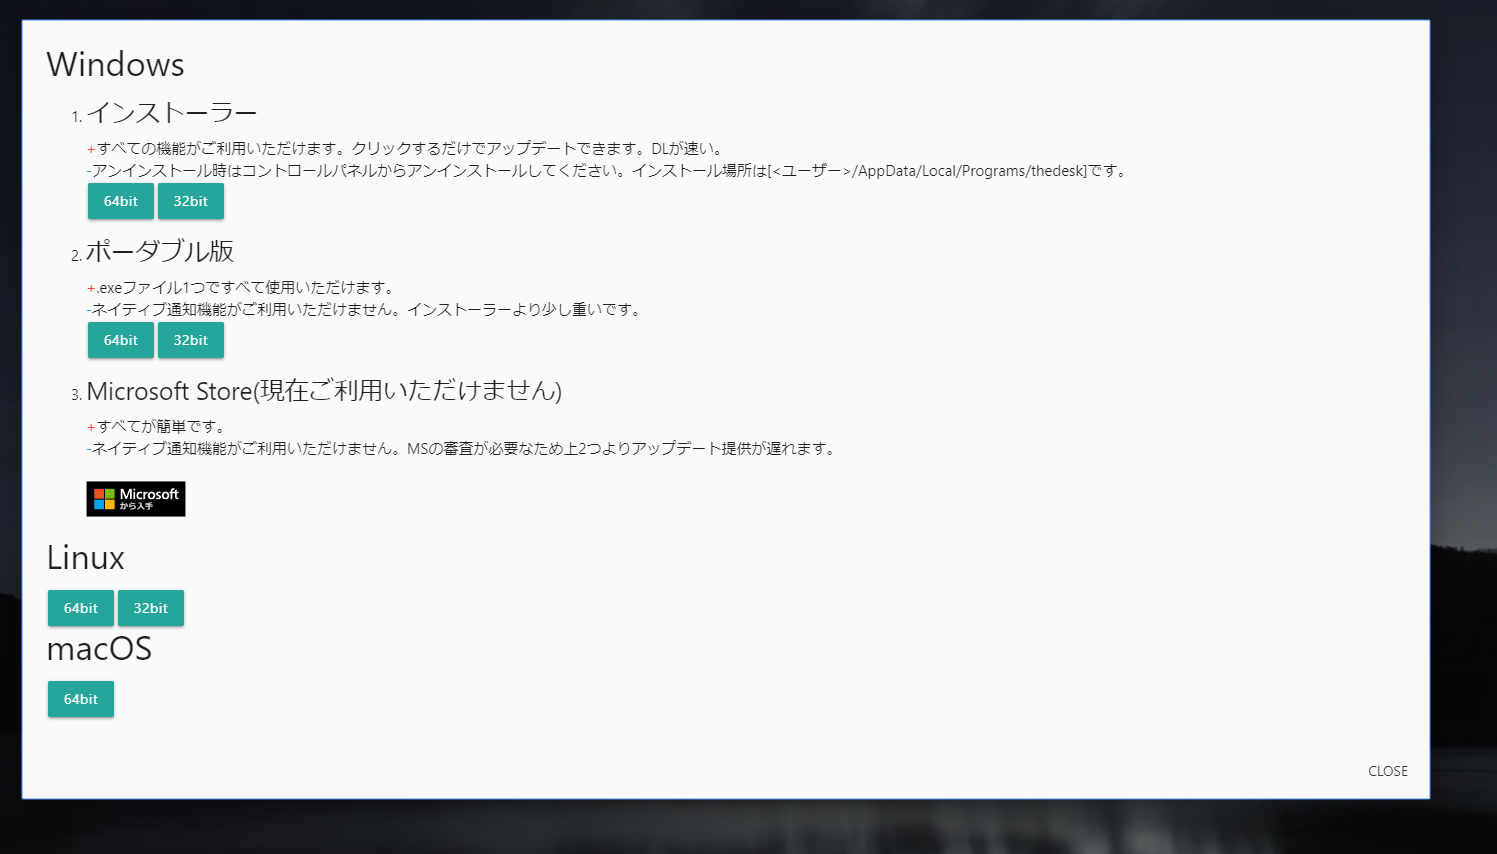 Windows
1. インストーラー
+すべての機能がご利用いただけます。クリックするだけでアップデートできます。DLが速い。
-アンインストール時はコントロールパネルからアンインストールしてください。インストール場所は[<ユーザー>/AppData/Local/Programs/thedesk]です。
64bit 32bit
2. ポーダブル版
+.exeファイル1つですべて使用いただけます。
-ネイティブ通知機能がご利用いただけません。インストーラーより少し重いです。
64bit 32bit
3. Microsoft Store(現在ご利用いただけません)
+すべてが簡単です。
-ネイティブ通知機能がご利用いただけません。MSの審査が必要なため上2つよりアップデート提供が遅れます。
Microsoft
から入手
Linux
64bit 32bit
macOS
64bit
CLOSE